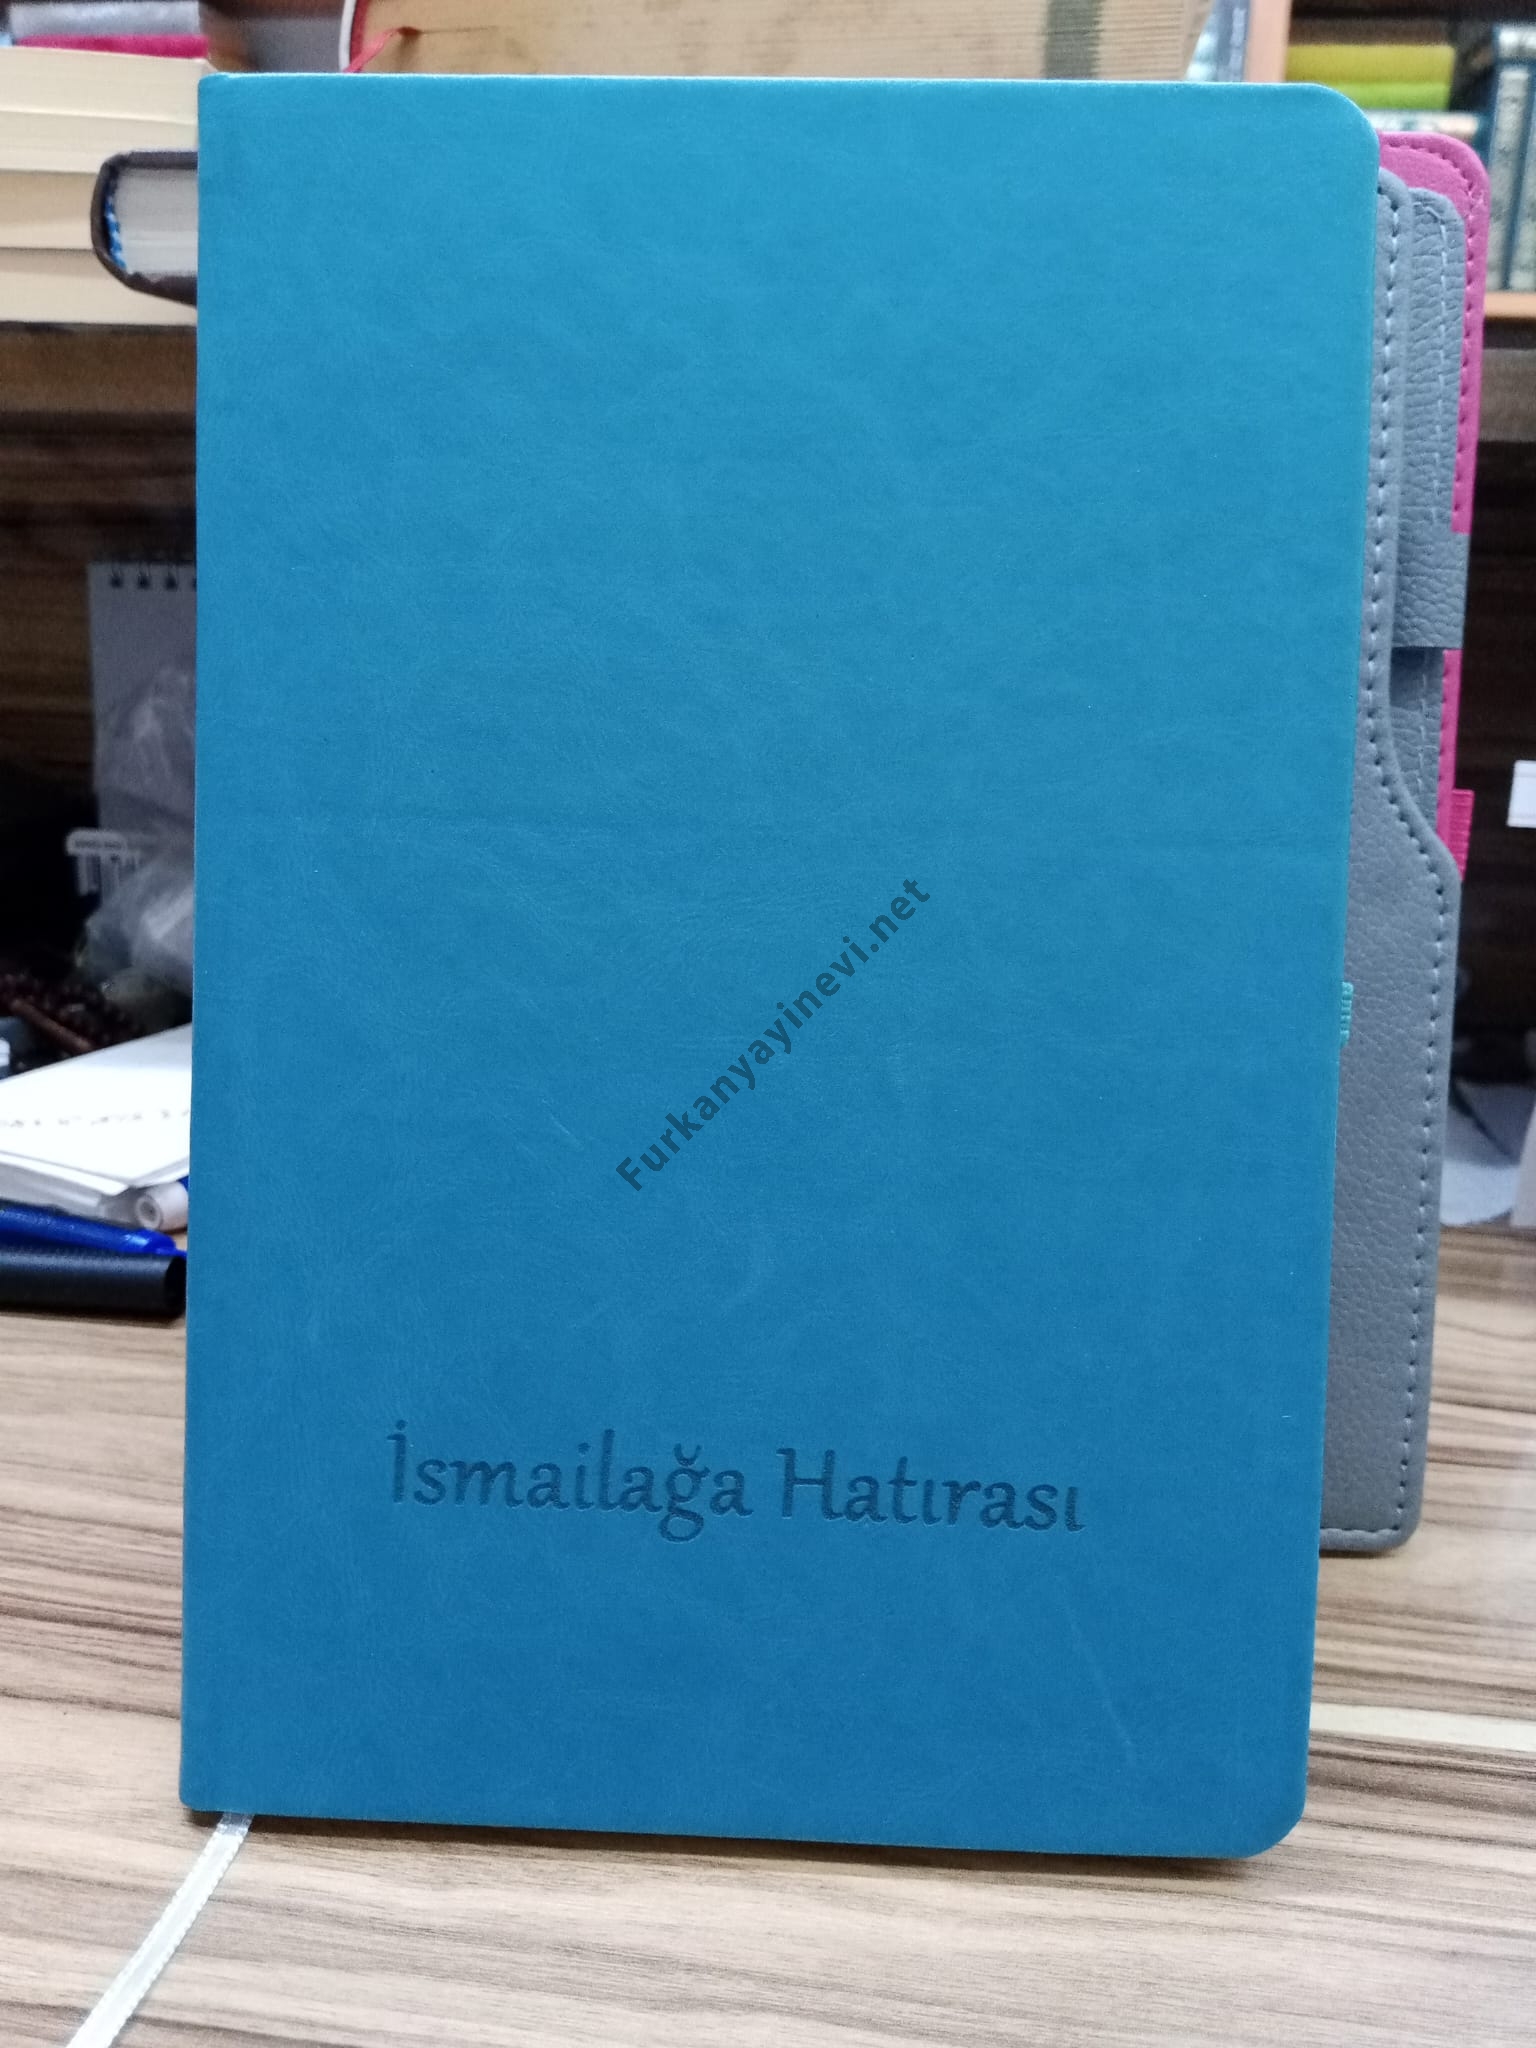 Furkanyayinevi.net
İsmailağa Hatırası